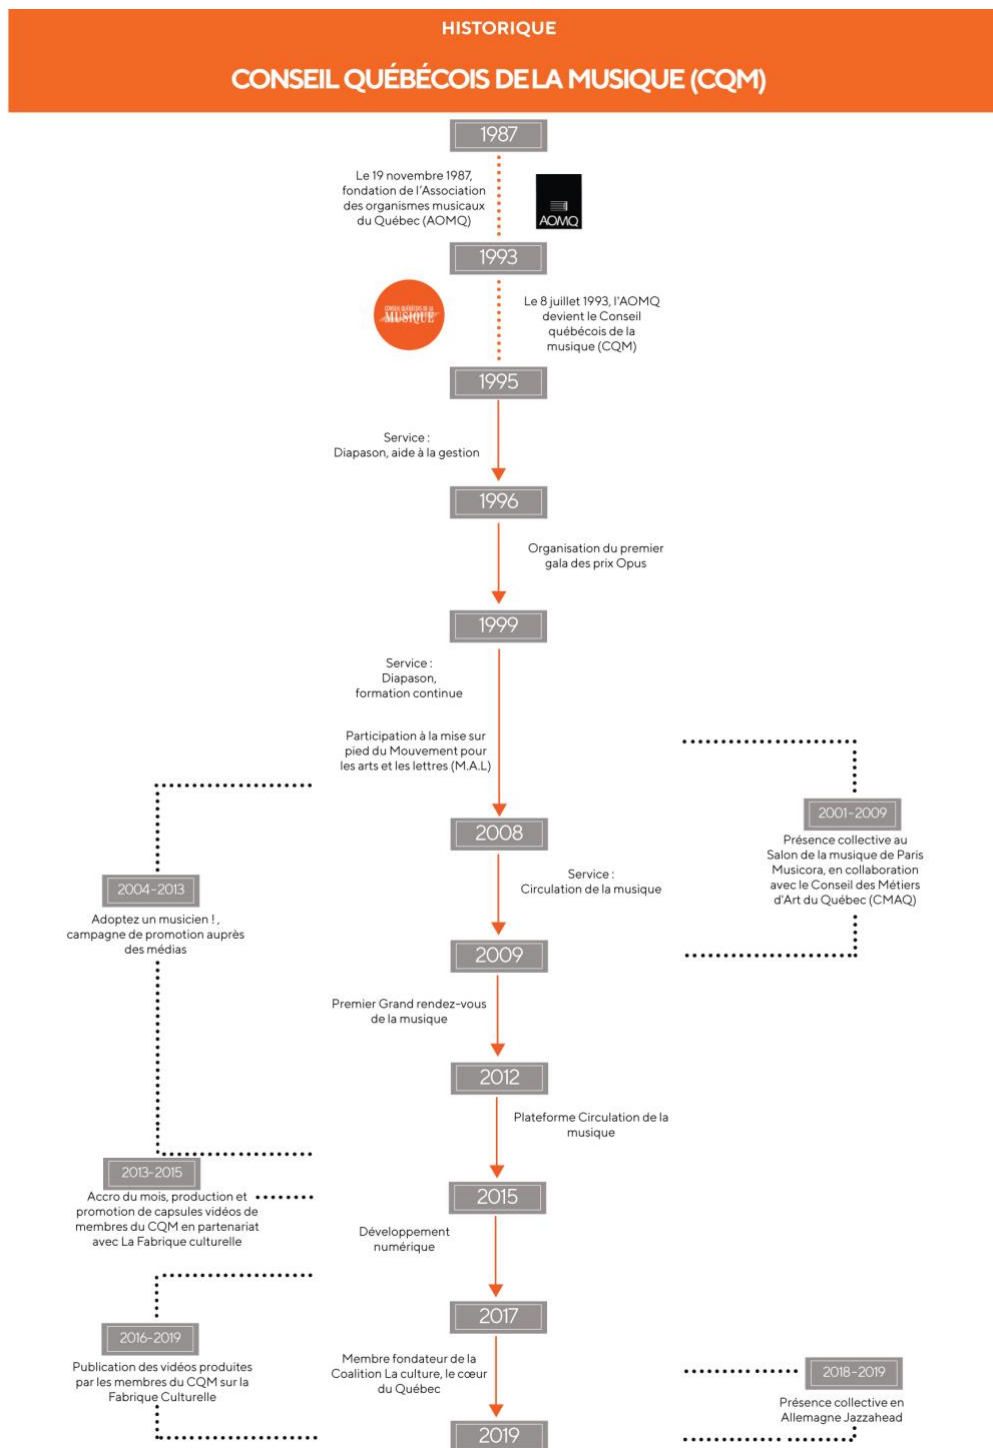 HISTORIQUE
CONSEIL QUÉBÉCOIS DE LA MUSIQUE (CQM)
1987
Le 19 novembre 1987,
fondation de l'Association
des organismes musicaux
du Québec (AOMQ)
AOMQ
1993
CONSEIL QUÉBÉCOIS DE LA
MUSIQUE
Le 8 juillet 1993, l'AOMQ
devient le Conseil
québécois de la
musique (CQM)
1995
Service :
Diapason, aide à la gestion
1996
Organisation du premier
gala des prix Opus
1999
Service :
Diapason,
formation continue
Participation à la mise sur
pied du Mouvement pour
les arts et les lettres (M.A.L)
2001-2009
Présence collective au
Salon de la musique de Paris
Musicora, en collaboration
avec le Conseil des Métiers
d'Art du Québec (CMAQ)
2008
Service :
Circulation de la musique
2004-2013
Adoptez un musicien ! ,
campagne de promotion auprès
des médias
2009
Premier Grand rendez-vous
de la musique
2012
Plateforme Circulation de la
musique
2013-2015
Accro du mois, production et
promotion de capsules vidéos de
membres du CQM en partenariat
avec La Fabrique culturelle
2015
Développement
numérique
2017
2016-2019
Publication des vidéos produites
par les membres du CQM sur la
Fabrique Culturelle
Membre fondateur de la
Coalition La culture, le cœur
du Québec
2018-2019
Présence collective en
Allemagne Jazzahead
2019